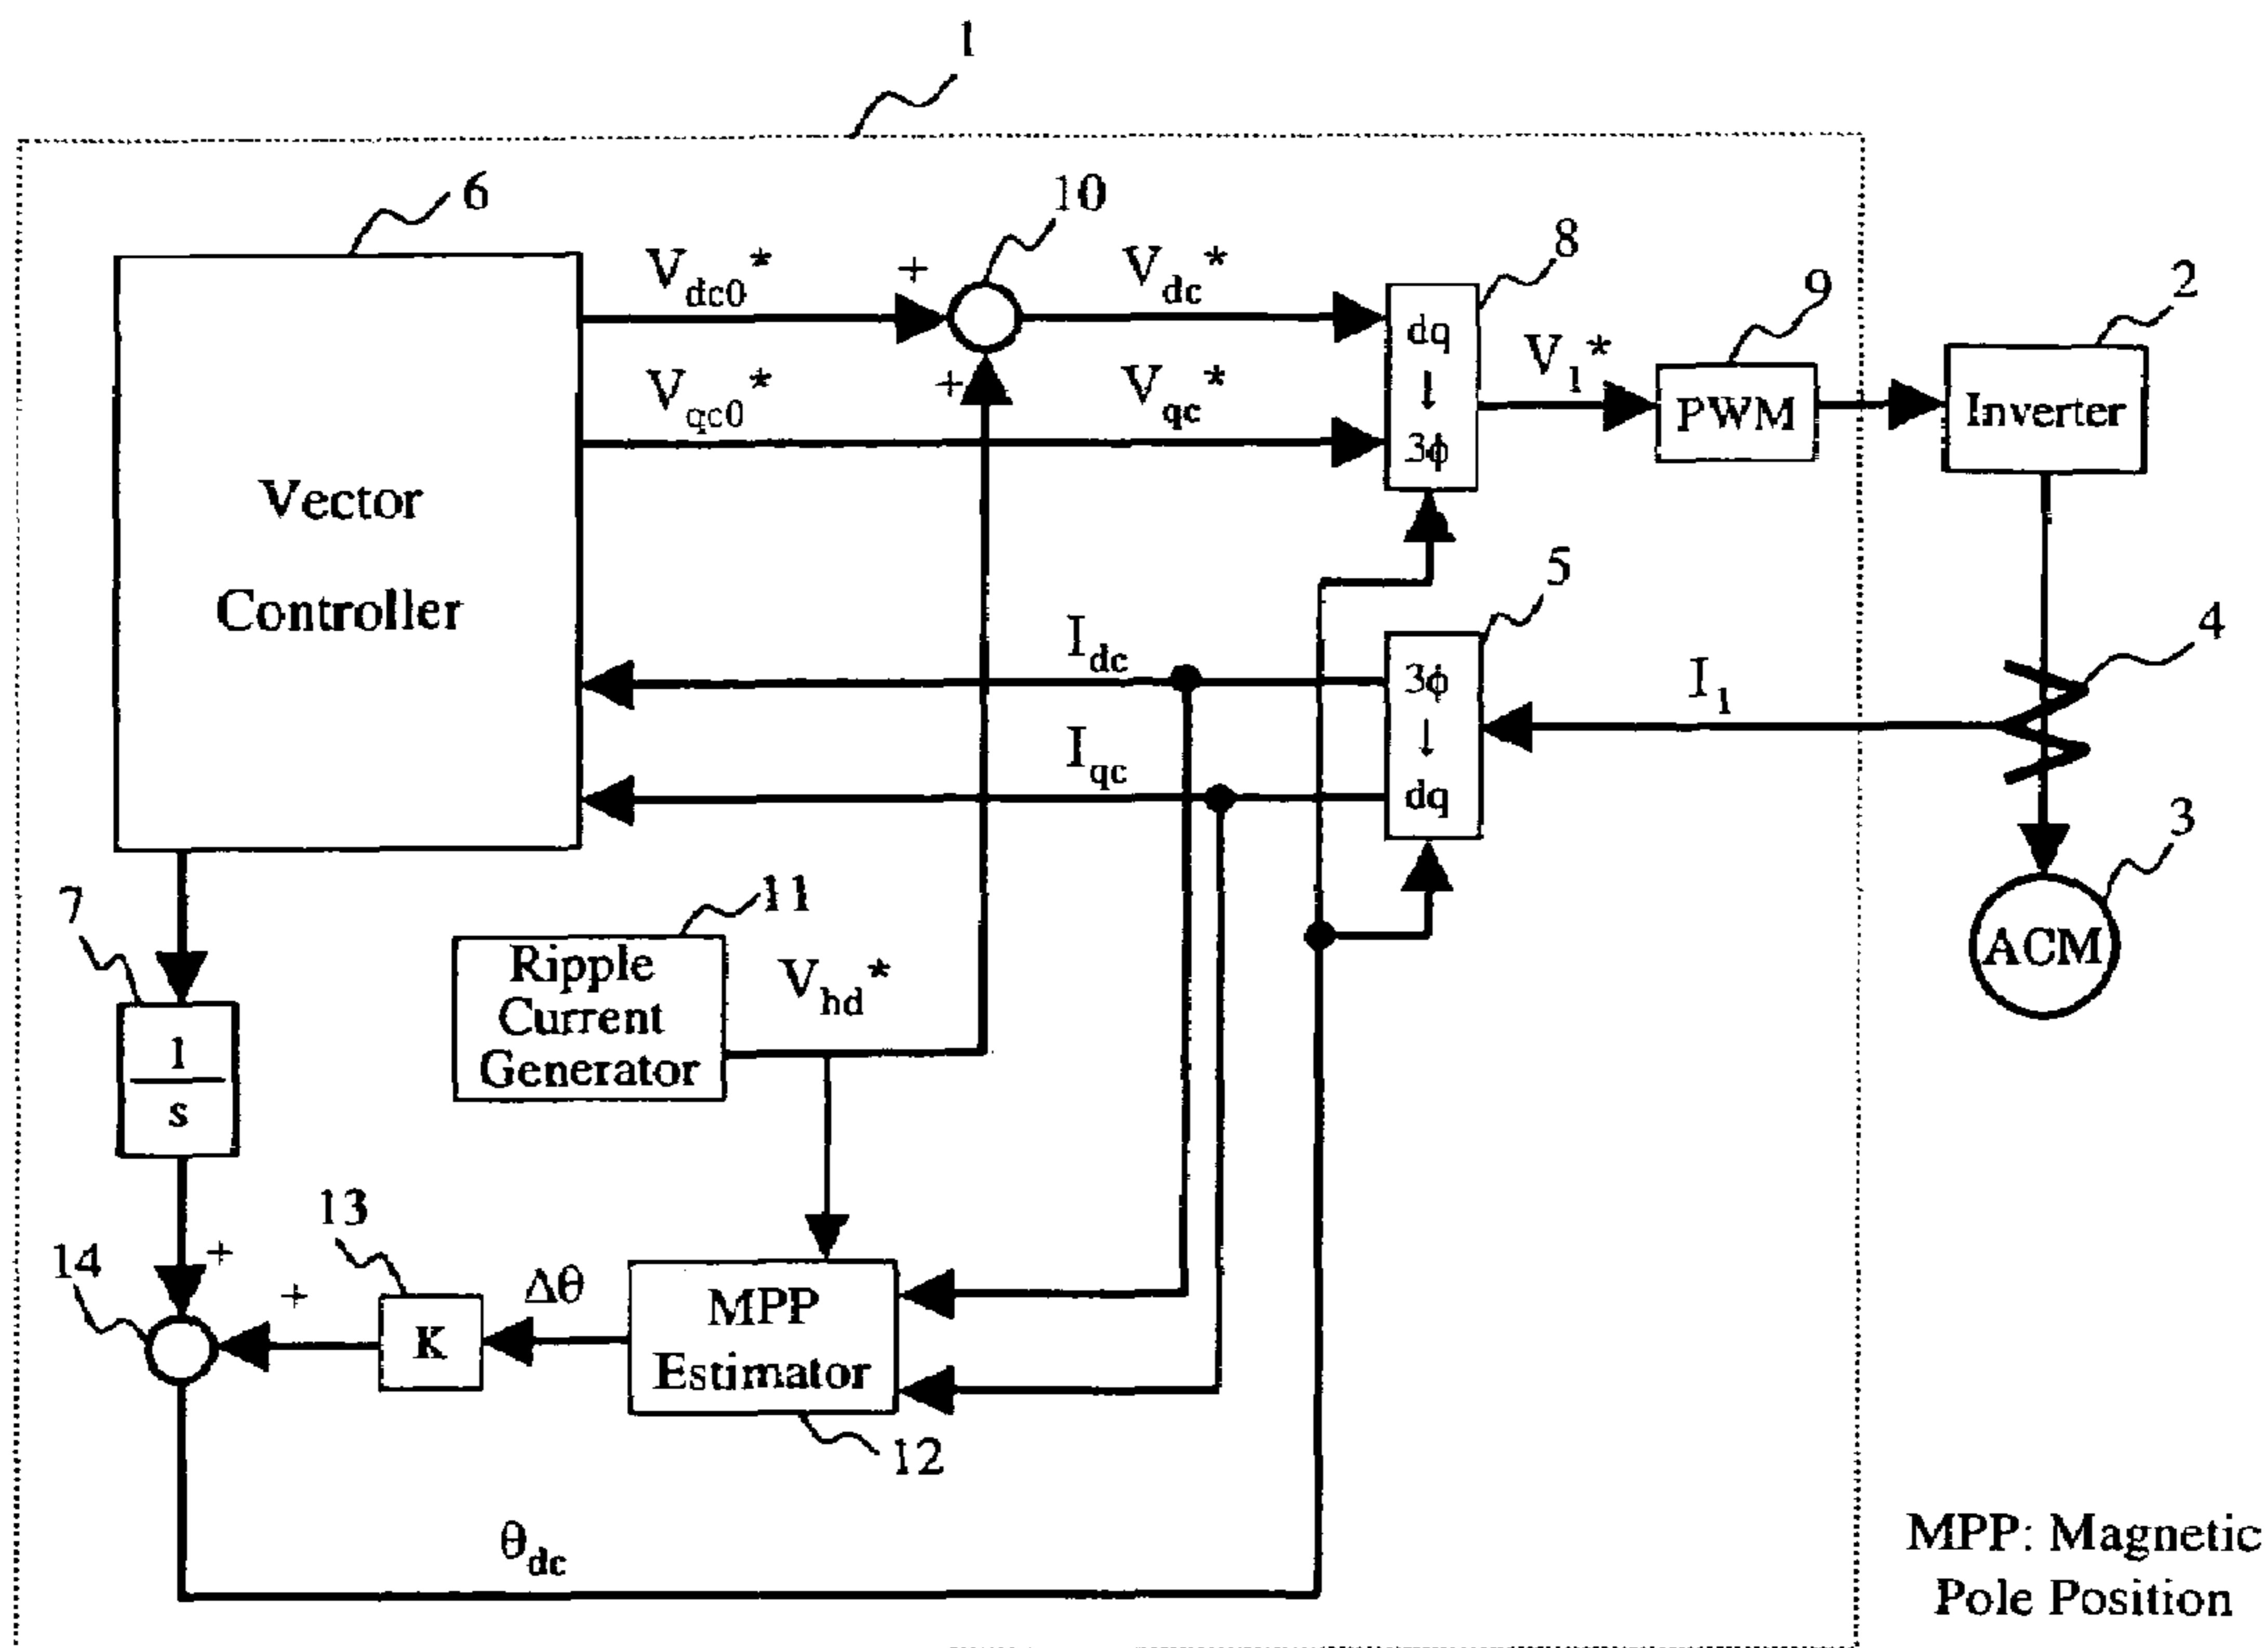 1
6
10
8
9
2
V_dc0*
+
V_dc*
V_qc0*
+
V_qc*
dq
↓
3ϕ
V_1*
PWM
Inverter
Vector
Controller
5
4
I_dc
3ϕ
↓
dq
I_1
I_qc
3
ACM
7
11
Ripple
Current
Generator
V_hd*
1
s
13
14
+
+
K
Δθ
MPP
Estimator
12
θ_dc
MPP: Magnetic
Pole Position